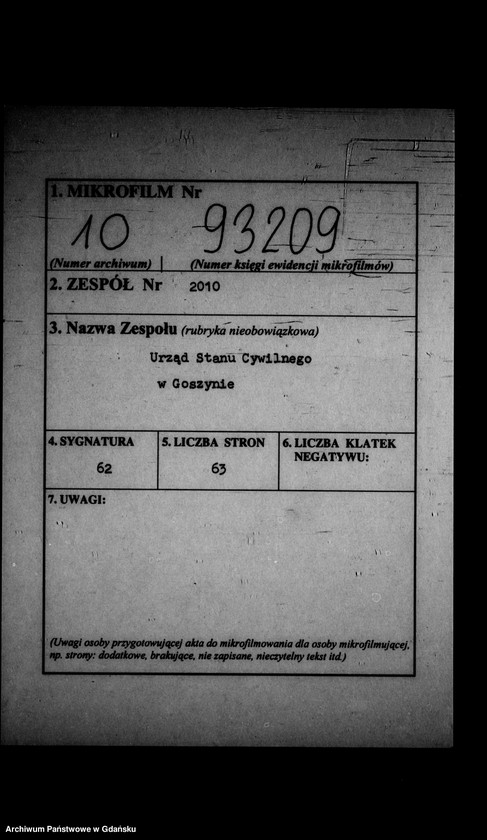 1. MIKROFILM Nr
10 93209
(Numer archiwum) (Numer księgi ewidencji mikrofilmów)
2. ZESPÓŁ Nr 2010
3. Nazwa Zespołu (rubryka nieobowiązkowa)
Urząd Stanu Cywilnego
w Goszynie
4. SYGNATURA 5. LICZBA STRON 6. LICZBA KLATEK
NEGATYWU:
62 63
7. UWAGI:
(Uwagi osoby przygotowującej akta do mikrofilmowania dla osoby mikrofilmującej,
np. strony: dodatkowe, brakujące, nie zapisane, nieczytelny tekst itd.)
Archiwum Państwowe w Gdańsku